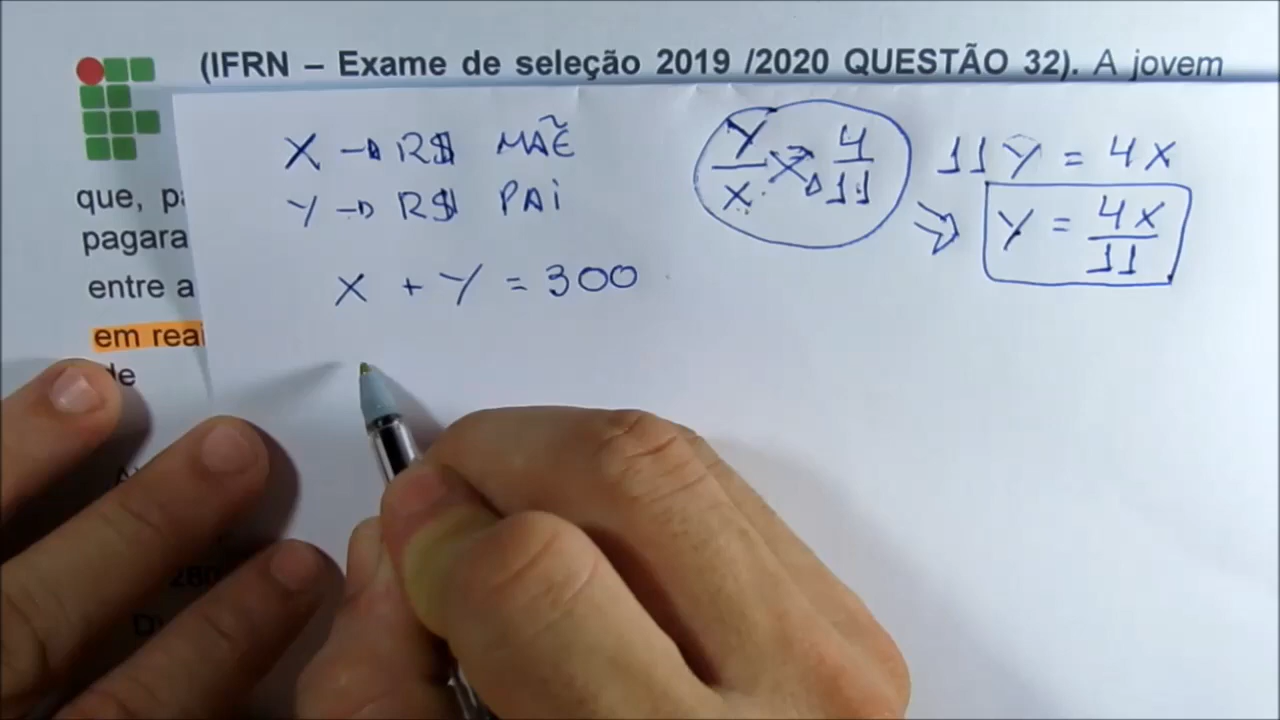 (IFRN – Exame de seleção 2019 /2020 QUESTÃO 32). A jovem
X → R$ MÃE
Y → R$ PAI
X + Y = 300
Y/X 4/11
11Y = 4X
Y = 4X/11
que,
pagara
entre a
em reai
de